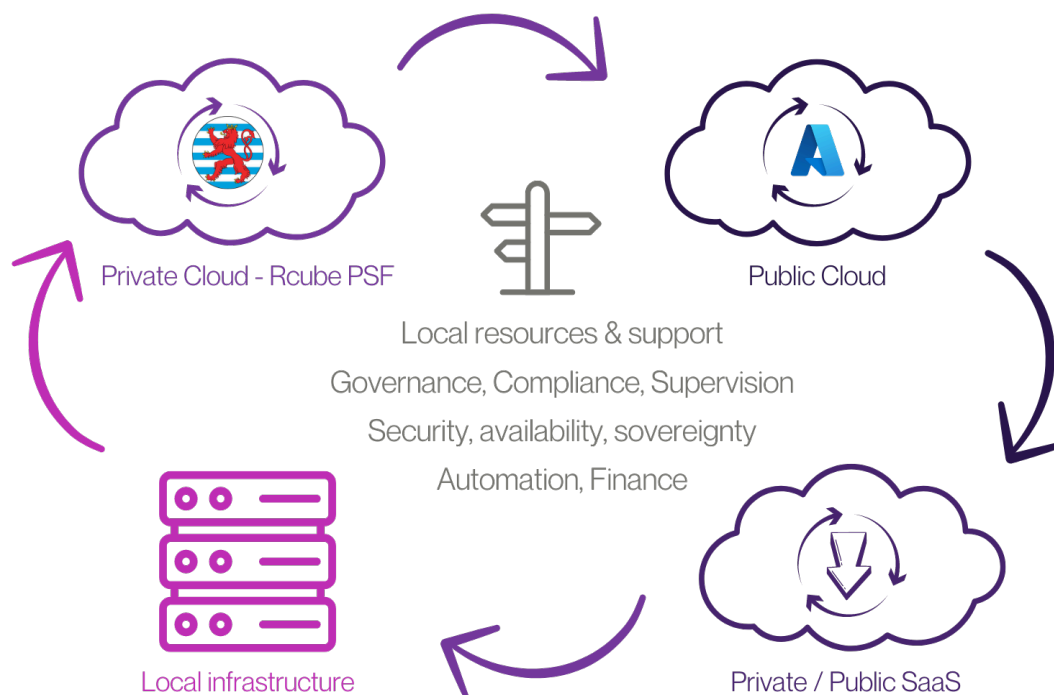 Private Cloud - Rcube PSF
Public Cloud
Local resources & support
Governance, Compliance, Supervision
Security, availability, sovereignty
Automation, Finance
Local infrastructure
Private / Public SaaS